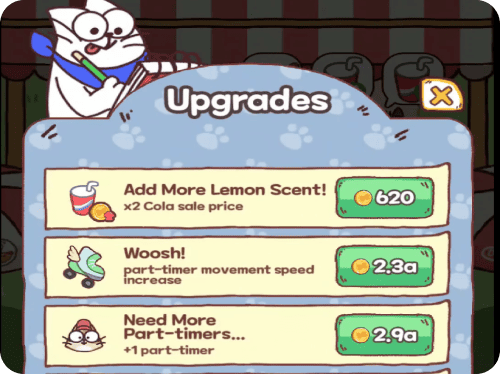 Upgrades
Add More Lemon Scent!
x2 Cola sale price
620
Woosh!
part-timer movement speed
increase
2.3a
Need More
Part-timers...
+1 part-timer
2.9a